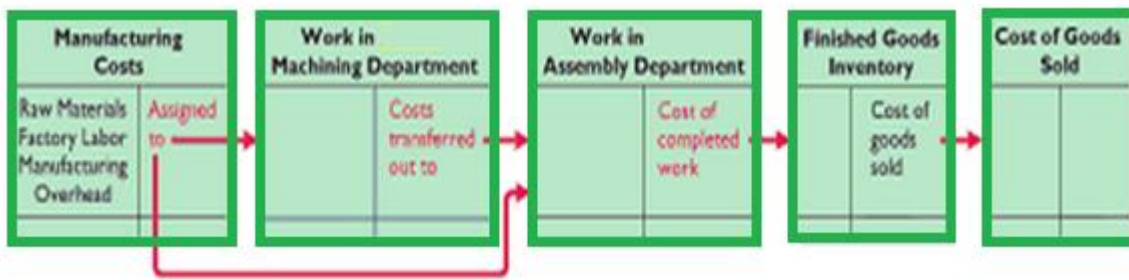 Manufacturing
Costs
Raw Materials
Factory Labor
Manufacturing
Overhead
Assigned
to
Work in
Machining Department
Costs
transferred
out to
Work in
Assembly Department
Cost of
completed
work
Finished Goods
Inventory
Cost of
goods
sold
Cost of Goods
Sold